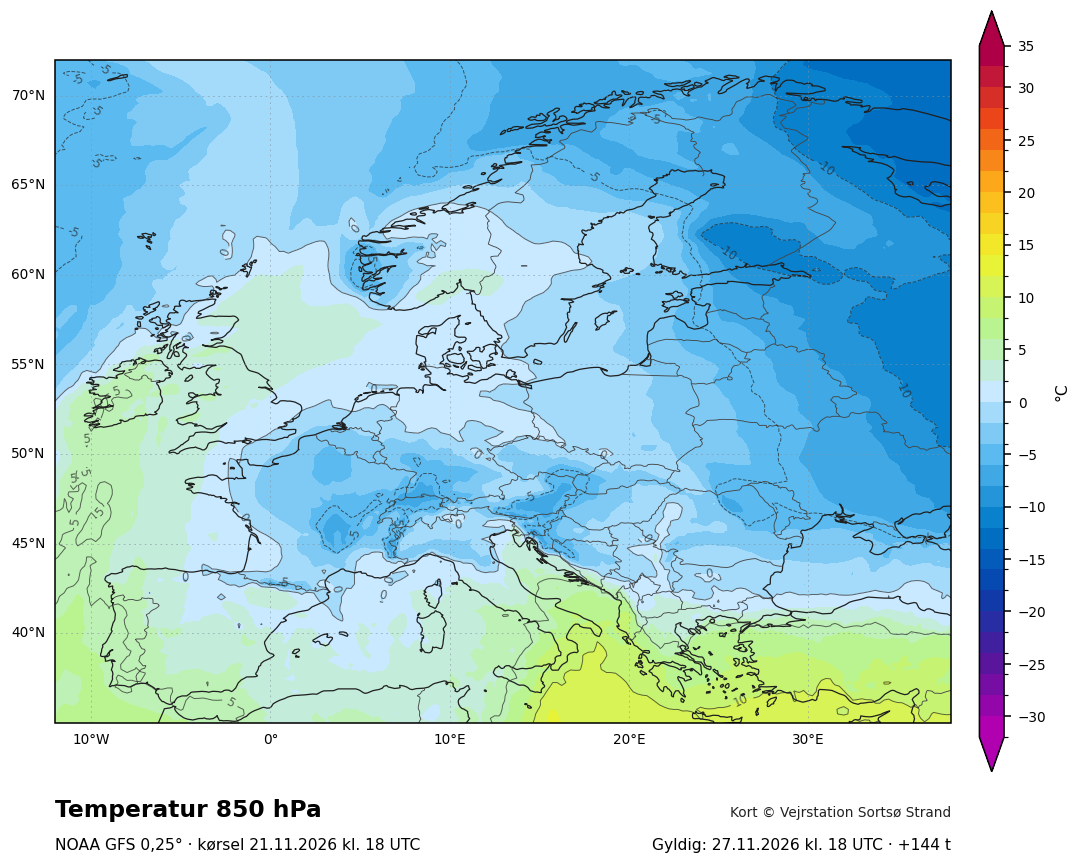 70°N
65°N
60°N
55°N
50°N
45°N
40°N
10°W
0°
10°E
20°E
30°E
35
30
25
20
15
10
5
0
−5
−10
−15
−20
−25
−30
°C
Temperatur 850 hPa
Kort © Vejrstation Sortsø Strand
NOAA GFS 0,25° · kørsel 21.11.2026 kl. 18 UTC
Gyldig: 27.11.2026 kl. 18 UTC · +144 t